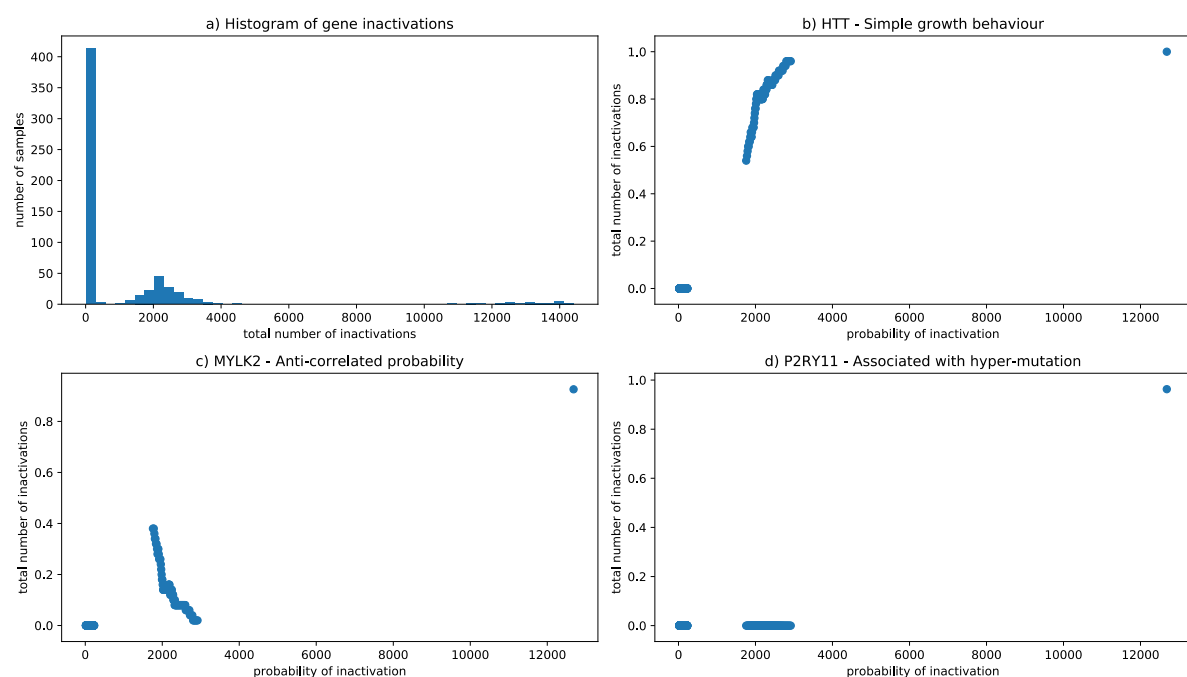 a) Histogram of gene inactivations
number of samples
400
350
300
250
200
150
100
50
0
0 2000 4000 6000 8000 10000 12000 14000
total number of inactivations
b) HTT - Simple growth behaviour
total number of inactivations
1.0
0.8
0.6
0.4
0.2
0.0
0 2000 4000 6000 8000 10000 12000
probability of inactivation
c) MYLK2 - Anti-correlated probability
total number of inactivations
0.8
0.6
0.4
0.2
0.0
0 2000 4000 6000 8000 10000 12000
probability of inactivation
d) P2RY11 - Associated with hyper-mutation
total number of inactivations
1.0
0.8
0.6
0.4
0.2
0.0
0 2000 4000 6000 8000 10000 12000
probability of inactivation